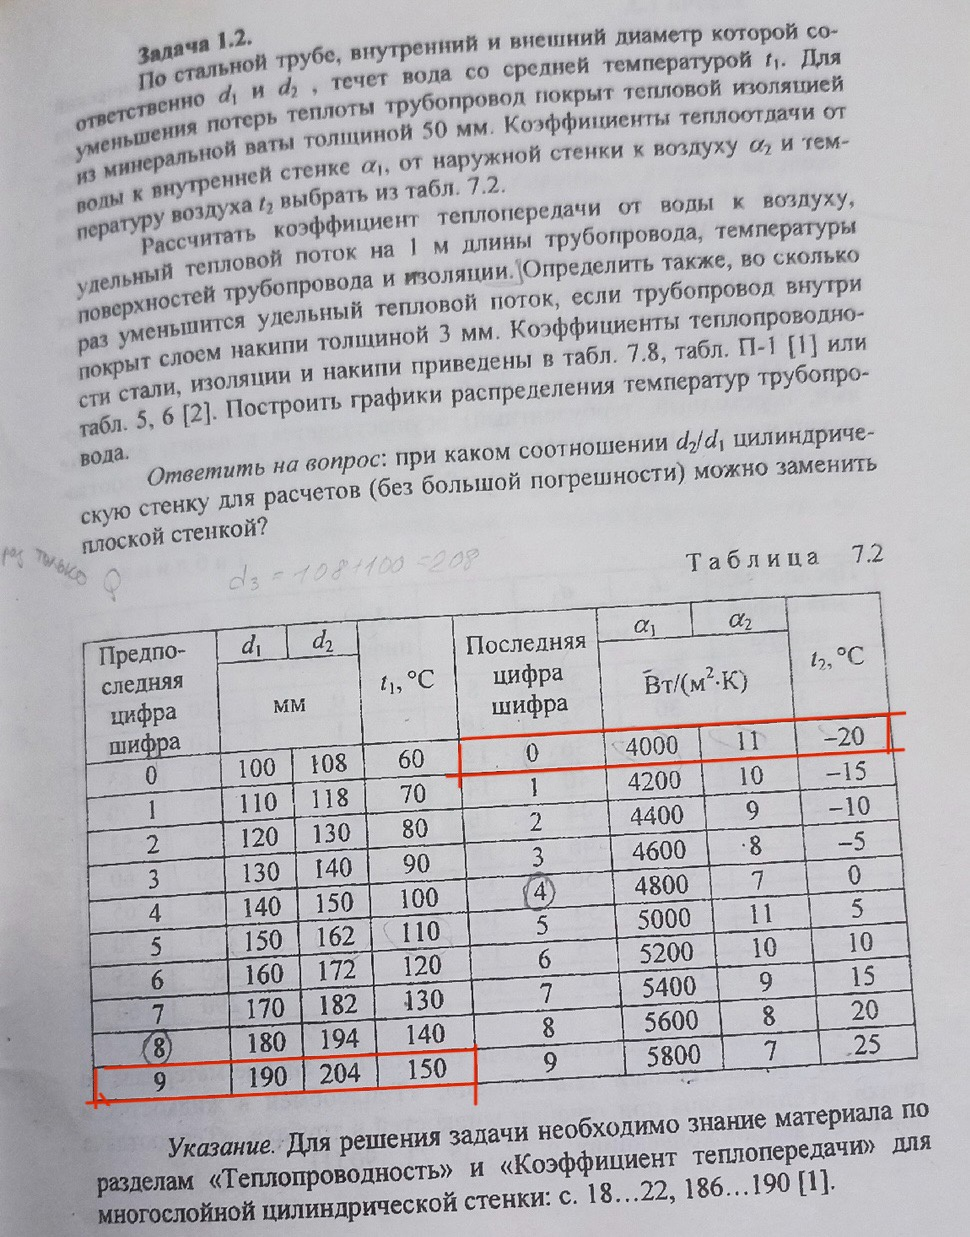 Задача 1.2.
По стальной трубе, внутренний и внешний диаметр которой со-
ответственно d₁ и d₂ , течет вода со средней температурой t₁. Для
уменьшения потерь теплоты трубопровод покрыт тепловой изоляцией
из минеральной ваты толщиной 50 мм. Коэффициенты теплоотдачи от
воды к внутренней стенке α₁, от наружной стенки к воздуху α₂ и тем-
пературу воздуха t₂ выбрать из табл. 7.2.
Рассчитать коэффициент теплопередачи от воды к воздуху,
удельный тепловой поток на 1 м длины трубопровода, температуры
поверхностей трубопровода и изоляции. Определить также, во сколько
раз уменьшится удельный тепловой поток, если трубопровод внутри
покрыт слоем накипи толщиной 3 мм. Коэффициенты теплопроводно-
сти стали, изоляции и накипи приведены в табл. 7.8, табл. П-1 [1] или
табл. 5, 6 [2]. Построить графики распределения температур трубопро-
вода.
Ответить на вопрос: при каком соотношении d₂/d₁ цилиндриче-
скую стенку для расчетов (без большой погрешности) можно заменить
плоской стенкой?
только Q d₃ = 108+100 = 208
Таблица 7.2
Предпо-следняя цифра шифра d₁ d₂ мм t₁, °C Последняя цифра шифра α₁ α₂ Вт/(м²·К) t₂, °C
0 100 108 60 0 4000 11 –20
1 110 118 70 1 4200 10 –15
2 120 130 80 2 4400 9 –10
3 130 140 90 3 4600 8 –5
4 140 150 100 4 4800 7 0
5 150 162 110 5 5000 11 5
6 160 172 120 6 5200 10 10
7 170 182 130 7 5400 9 15
8 180 194 140 8 5600 8 20
9 190 204 150 9 5800 7 25
Указание. Для решения задачи необходимо знание материала по
разделам «Теплопроводность» и «Коэффициент теплопередачи» для
многослойной цилиндрической стенки: с. 18…22, 186…190 [1].